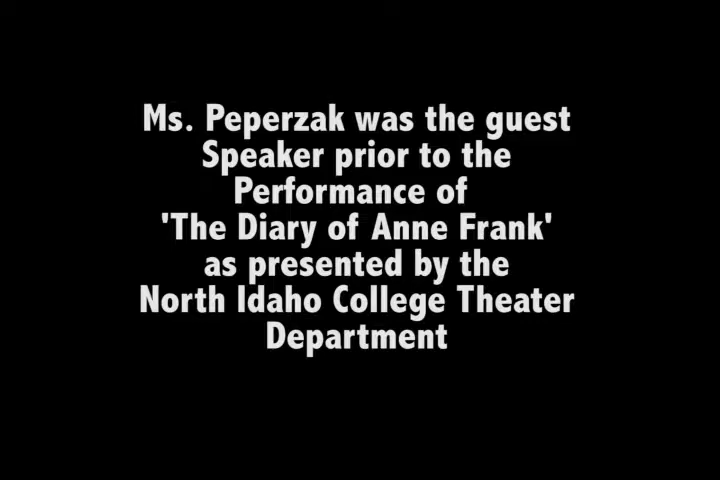 Ms. Peperzak was the guest
Speaker prior to the
Performance of
'The Diary of Anne Frank'
as presented by the
North Idaho College Theater
Department